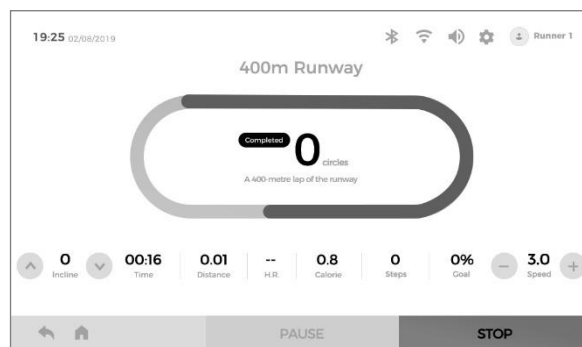 19:25 02/08/2019 Runner 1
400m Runway
Completed 0 circles
A 400-metre lap of the runway
0 00:16 0.01 -- 0.8 0 0% 3.0
Incline Time Distance H.R. Calorie Steps Goal Speed
PAUSE STOP